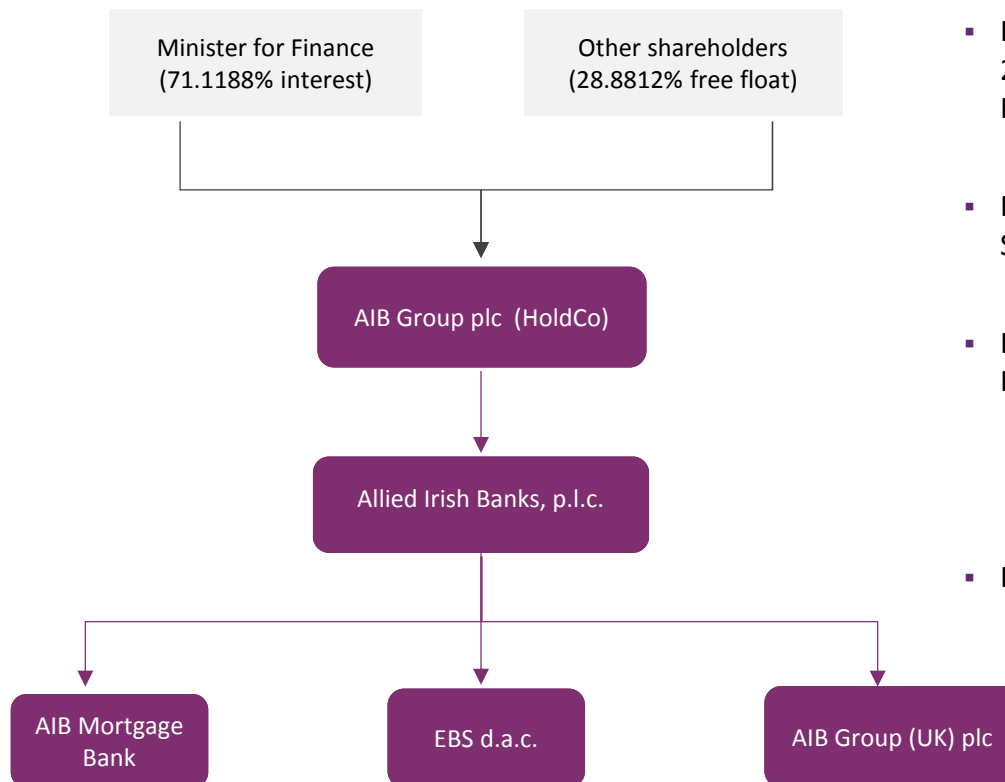 Minister for Finance
(71.1188% interest)
Other shareholders
(28.8812% free float)
AIB Group plc (HoldCo)
Allied Irish Banks, p.l.c.
AIB Mortgage
Bank
EBS d.a.c.
AIB Group (UK) plc